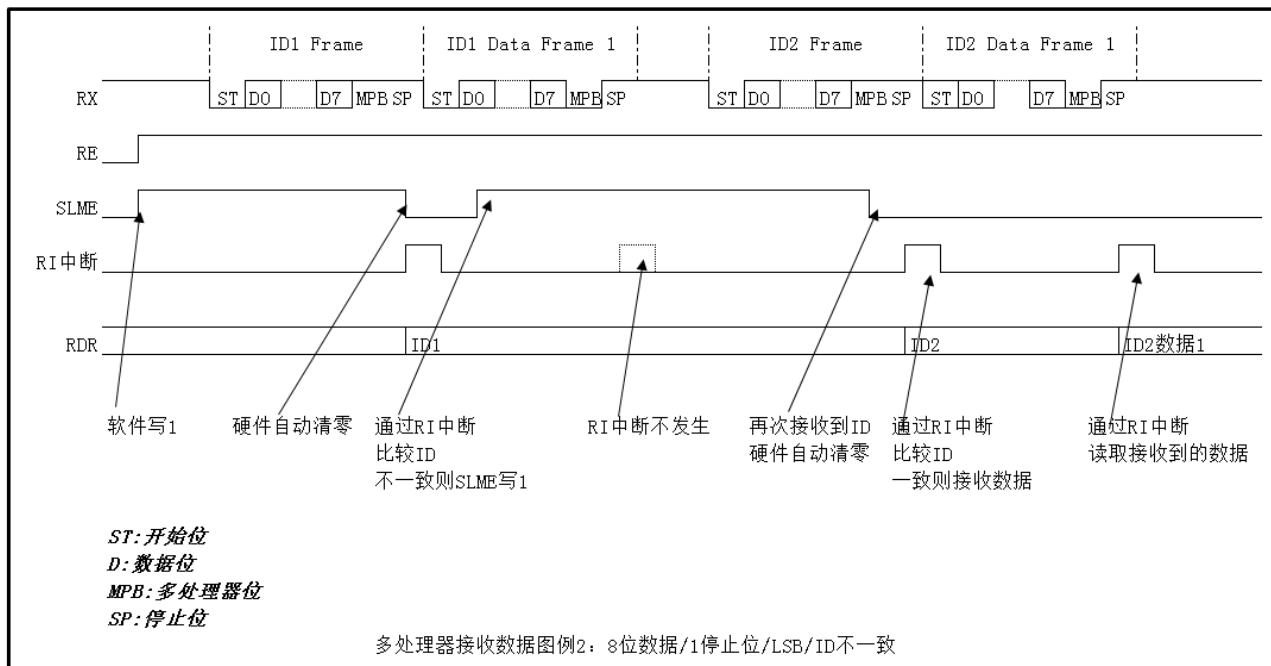 ID1 Frame ID1 Data Frame 1 ID2 Frame ID2 Data Frame 1
RX ST D0 D7 MPB SP ST D0 D7 MPB SP ST D0 D7 MPB SP ST D0 D7 MPB SP
RE
SLME
RI中断
RDR ID1 ID2 ID2数据1
软件写1
硬件自动清零
通过RI中断
比较ID
不一致则SLME写1
RI中断不发生
再次接收到ID
硬件自动清零
通过RI中断
比较ID
一致则接收数据
通过RI中断
读取接收到的数据
ST:开始位
D:数据位
MPB:多处理器位
SP:停止位
多处理器接收数据图例2：8位数据/1停止位/LSB/ID不一致